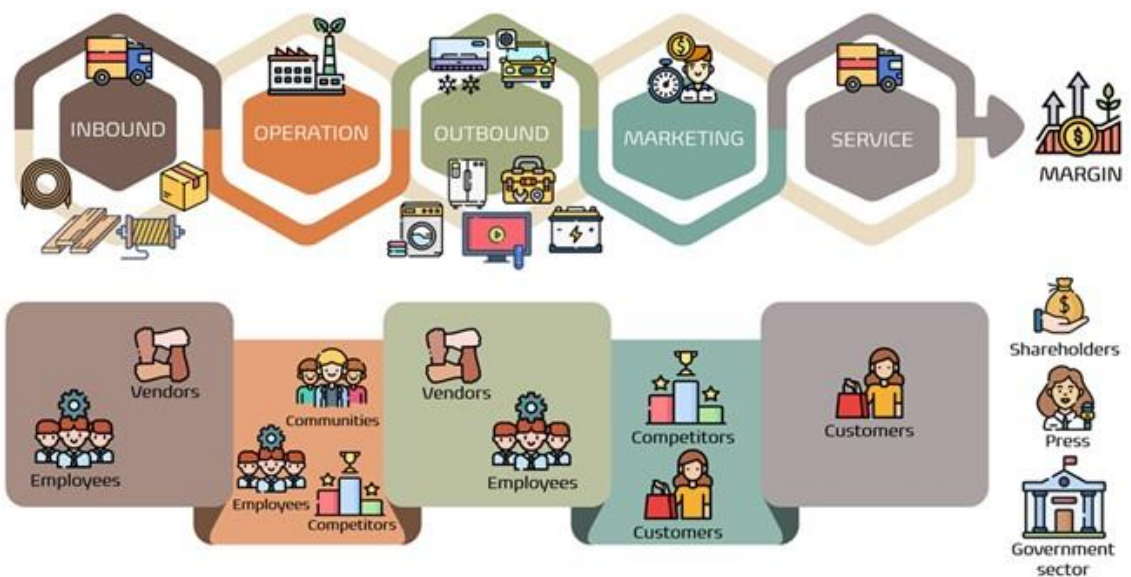 INBOUND
OPERATION
OUTBOUND
MARKETING
SERVICE
MARGIN
Vendors
Employees
Communities
Employees
Competitors
Vendors
Employees
Competitors
Customers
Customers
Shareholders
Press
Government
sector